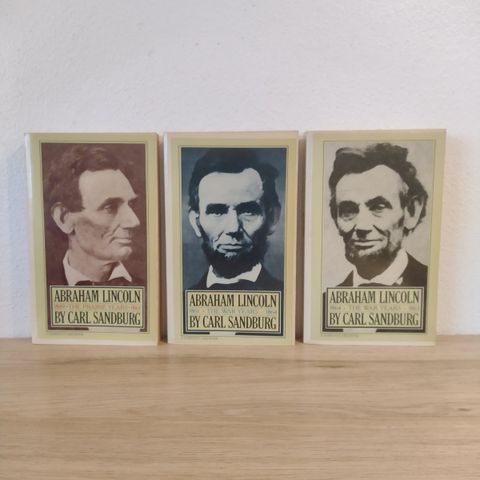 ABRAHAM LINCOLN
THE PRAIRIE YEARS
BY CARL SANDBURG
ABRAHAM LINCOLN
THE WAR YEARS
BY CARL SANDBURG
ABRAHAM LINCOLN
THE WAR YEARS
BY CARL SANDBURG